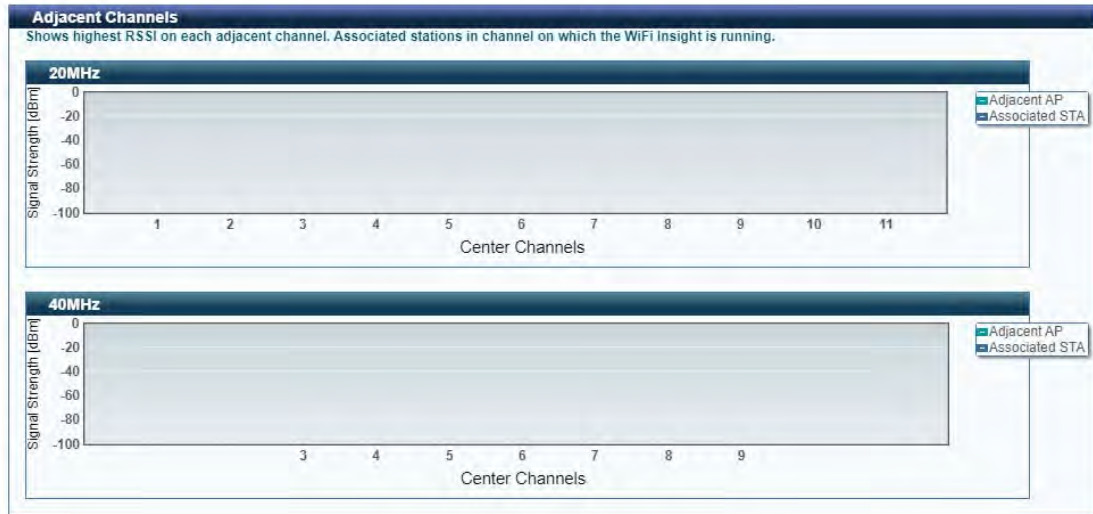 Adjacent Channels
Shows highest RSSI on each adjacent channel. Associated stations in channel on which the WiFi Insight is running.
20MHz
Signal Strength [dBm]
0
-20
-40
-60
-80
-100
1 2 3 4 5 6 7 8 9 10 11
Center Channels
Adjacent AP
Associated STA
40MHz
Signal Strength [dBm]
0
-20
-40
-60
-80
-100
3 4 5 6 7 8 9
Center Channels
Adjacent AP
Associated STA